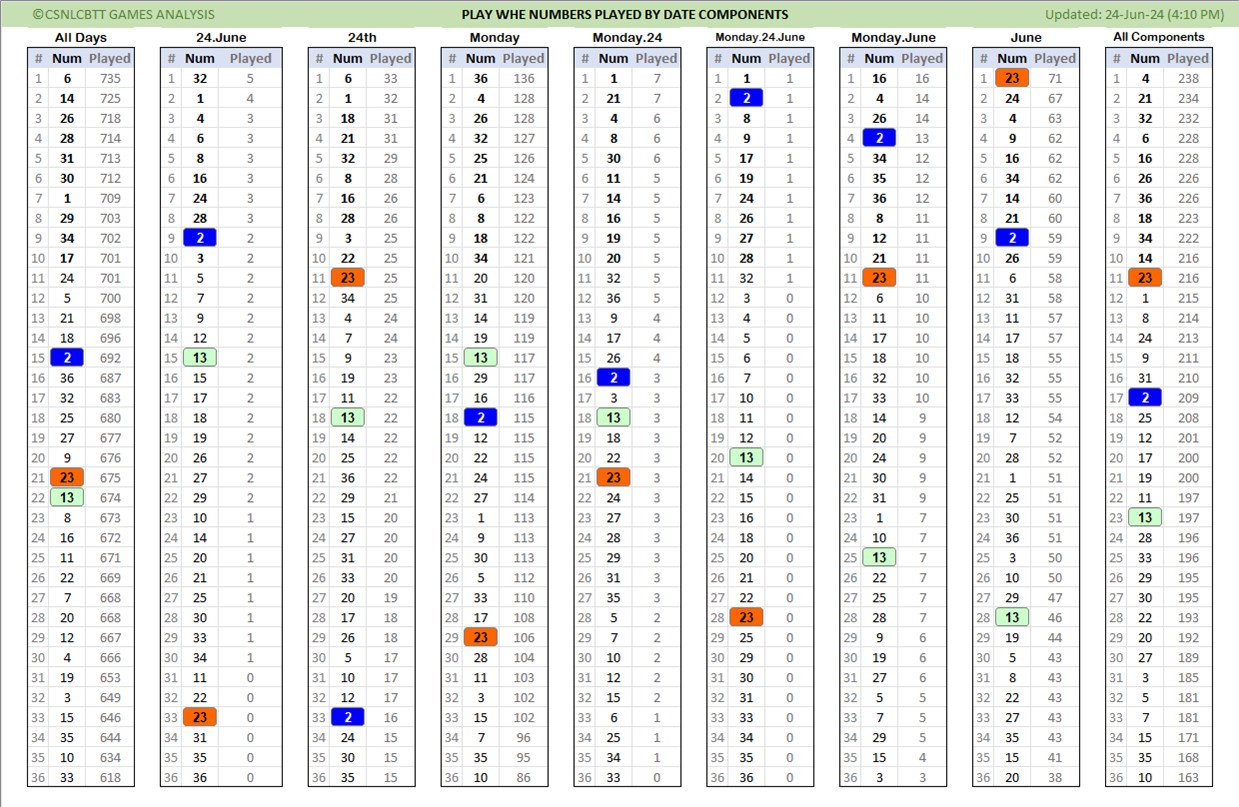 ©CSNLCBTT GAMES ANALYSIS PLAY WHE NUMBERS PLAYED BY DATE COMPONENTS Updated: 24-Jun-24 (4:10 PM)
All Days 24.June 24th Monday Monday.24 Monday.24.June Monday.June June All Components
# Num Played # Num Played # Num Played # Num Played # Num Played # Num Played # Num Played # Num Played # Num Played
1 6 735 1 32 5 1 6 33 1 36 136 1 1 7 1 1 1 1 16 16 1 23 71 1 4 238
2 14 725 2 1 4 2 1 32 2 4 128 2 21 7 2 2 1 2 4 14 2 24 67 2 21 234
3 26 718 3 4 3 3 18 31 3 26 128 3 4 6 3 8 1 3 26 14 3 4 63 3 32 232
4 28 714 4 6 3 4 21 31 4 32 127 4 8 6 4 9 1 4 2 13 4 9 62 4 6 228
5 31 713 5 8 3 5 32 29 5 25 126 5 30 6 5 17 1 5 34 12 5 16 62 5 16 228
6 30 712 6 16 3 6 8 28 6 21 124 6 11 5 6 19 1 6 35 12 6 34 62 6 26 226
7 1 709 7 24 3 7 16 26 7 6 123 7 14 5 7 24 1 7 36 12 7 14 60 7 36 226
8 29 703 8 28 3 8 28 26 8 8 122 8 16 5 8 26 1 8 8 11 8 21 60 8 18 223
9 34 702 9 2 2 9 3 25 9 18 122 9 19 5 9 27 1 9 12 11 9 2 59 9 34 222
10 17 701 10 3 2 10 22 25 10 34 121 10 20 5 10 28 1 10 21 11 10 26 59 10 14 216
11 24 701 11 5 2 11 23 25 11 20 120 11 32 5 11 32 1 11 23 11 11 6 58 11 23 216
12 5 700 12 7 2 12 34 25 12 31 120 12 36 5 12 3 0 12 6 10 12 31 58 12 1 215
13 21 698 13 9 2 13 4 24 13 14 119 13 9 4 13 4 0 13 11 10 13 11 57 13 8 214
14 18 696 14 12 2 14 7 24 14 19 119 14 17 4 14 5 0 14 17 10 14 17 57 14 24 213
15 2 692 15 13 2 15 9 23 15 13 117 15 26 4 15 6 0 15 18 10 15 18 55 15 9 211
16 36 687 16 15 2 16 19 23 16 29 117 16 2 3 16 7 0 16 32 10 16 32 55 16 31 210
17 32 683 17 17 2 17 11 22 17 16 116 17 3 3 17 10 0 17 33 10 17 33 55 17 2 209
18 25 680 18 18 2 18 13 22 18 2 115 18 13 3 18 11 0 18 14 9 18 12 54 18 25 208
19 27 677 19 19 2 19 14 22 19 12 115 19 18 3 19 12 0 19 20 9 19 7 52 19 12 201
20 9 676 20 26 2 20 25 22 20 22 115 20 22 3 20 13 0 20 24 9 20 28 52 20 17 200
21 23 675 21 27 2 21 36 22 21 24 115 21 23 3 21 14 0 21 30 9 21 1 51 21 19 200
22 13 674 22 29 2 22 29 21 22 27 114 22 24 3 22 15 0 22 31 9 22 25 51 22 11 197
23 8 673 23 10 1 23 15 20 23 1 113 23 27 3 23 16 0 23 1 7 23 30 51 23 13 197
24 16 672 24 14 1 24 27 20 24 9 113 24 28 3 24 18 0 24 10 7 24 36 51 24 28 196
25 11 671 25 20 1 25 31 20 25 30 113 25 29 3 25 20 0 25 13 7 25 3 50 25 33 196
26 22 669 26 21 1 26 33 20 26 5 112 26 31 3 26 21 0 26 22 7 26 10 50 26 29 195
27 7 668 27 25 1 27 20 19 27 33 110 27 35 3 27 22 0 27 25 7 27 29 47 27 30 195
28 20 668 28 30 1 28 17 18 28 17 108 28 5 2 28 23 0 28 28 7 28 13 46 28 22 193
29 12 667 29 33 1 29 26 18 29 23 106 29 7 2 29 25 0 29 9 6 29 19 44 29 20 192
30 4 666 30 34 1 30 5 17 30 28 104 30 10 2 30 29 0 30 19 6 30 5 43 30 27 189
31 19 653 31 11 0 31 10 17 31 11 103 31 12 2 31 30 0 31 27 6 31 8 43 31 3 185
32 3 649 32 22 0 32 12 17 32 3 102 32 15 2 32 31 0 32 5 5 32 22 43 32 5 181
33 15 646 33 23 0 33 2 16 33 15 102 33 6 1 33 33 0 33 7 5 33 27 43 33 7 181
34 35 644 34 31 0 34 24 15 34 7 96 34 25 1 34 34 0 34 29 5 34 35 43 34 15 171
35 10 634 35 35 0 35 30 15 35 35 95 35 34 1 35 35 0 35 15 4 35 15 41 35 35 168
36 33 618 36 36 0 36 35 15 36 10 86 36 33 0 36 36 0 36 3 3 36 20 38 36 10 163